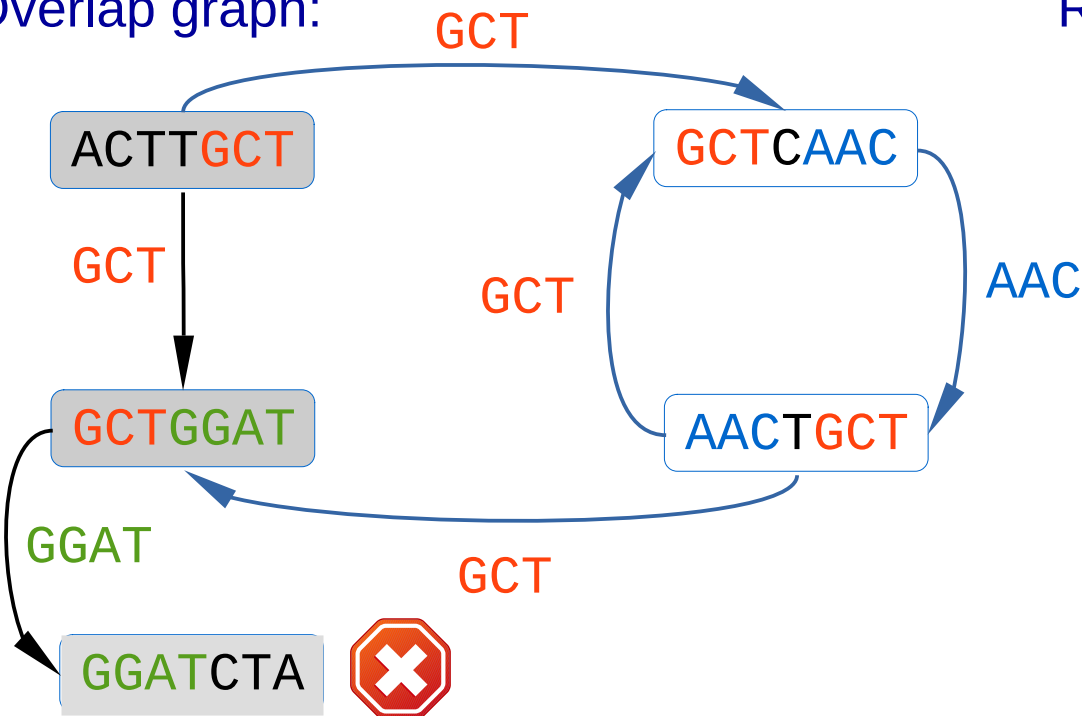 Overlap graph:
R
GCT
ACTTGCT
GCTCAAC
GCT
GCT
AAC
GCTGGAT
AACTGCT
GGAT
GCT
GGATCTA